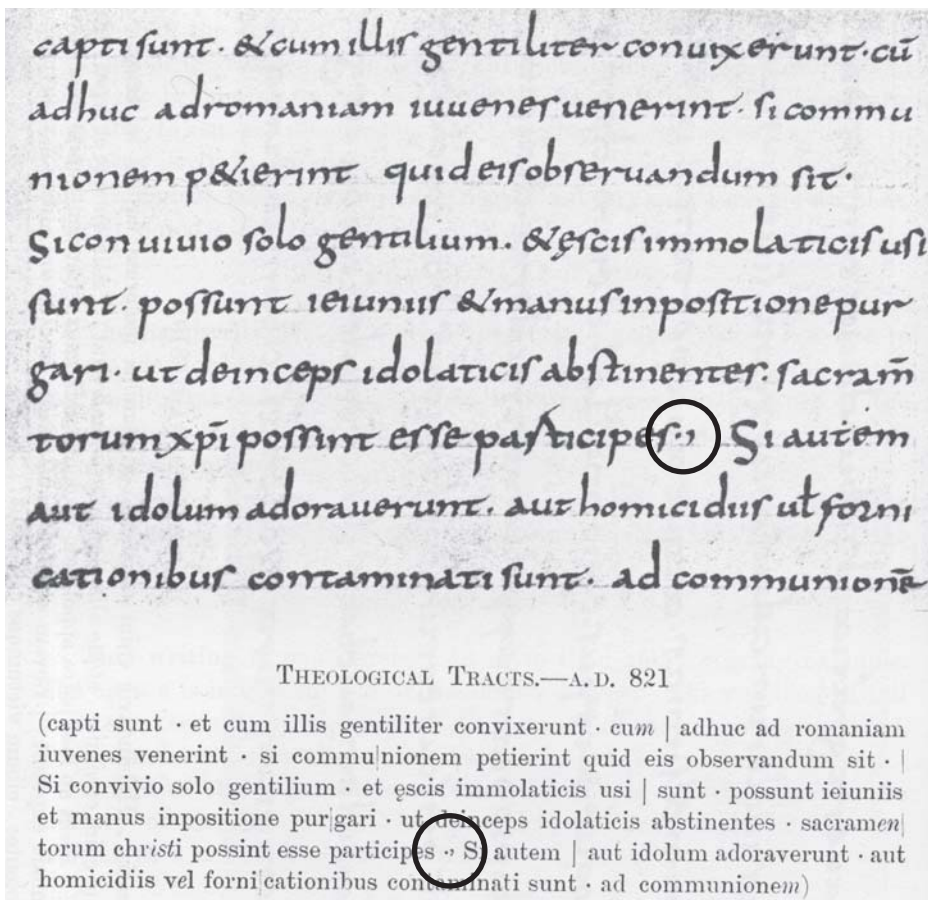 capti sunt · & cum illis gentiliter conuixerunt · cū
adhuc ad romaniam iuuenes uenerint · si commu
nionem p&ierint quid eis obseruandum sit ·
Si conuiuio solo gentilium · & ęscis immolaticis usi
sunt · possunt ieiuniis & manus inpositione pur
gari · ut deinceps idolaticis abstinentes · sacram̄
torum xp̄i possint esse participes ·, Si autem
aut idolum adorauerunt · aut homicidiis ut̄ forni
cationibus contaminati sunt · ad communionē
THEOLOGICAL TRACTS.—A. D. 821
(capti sunt · et cum illis gentiliter convixerunt · cum | adhuc ad romaniam
iuvenes venerint · si commu|nionem petierint quid eis observandum sit · |
Si convivio solo gentilium · et ęscis immolaticis usi | sunt · possunt ieiuniis
et manus inpositione pur|gari · ut deinceps idolaticis abstinentes · sacramen|
torum christi possint esse participes ·, Si autem | aut idolum adoraverunt · aut
homicidiis vel forni|cationibus contaminati sunt · ad communionem)